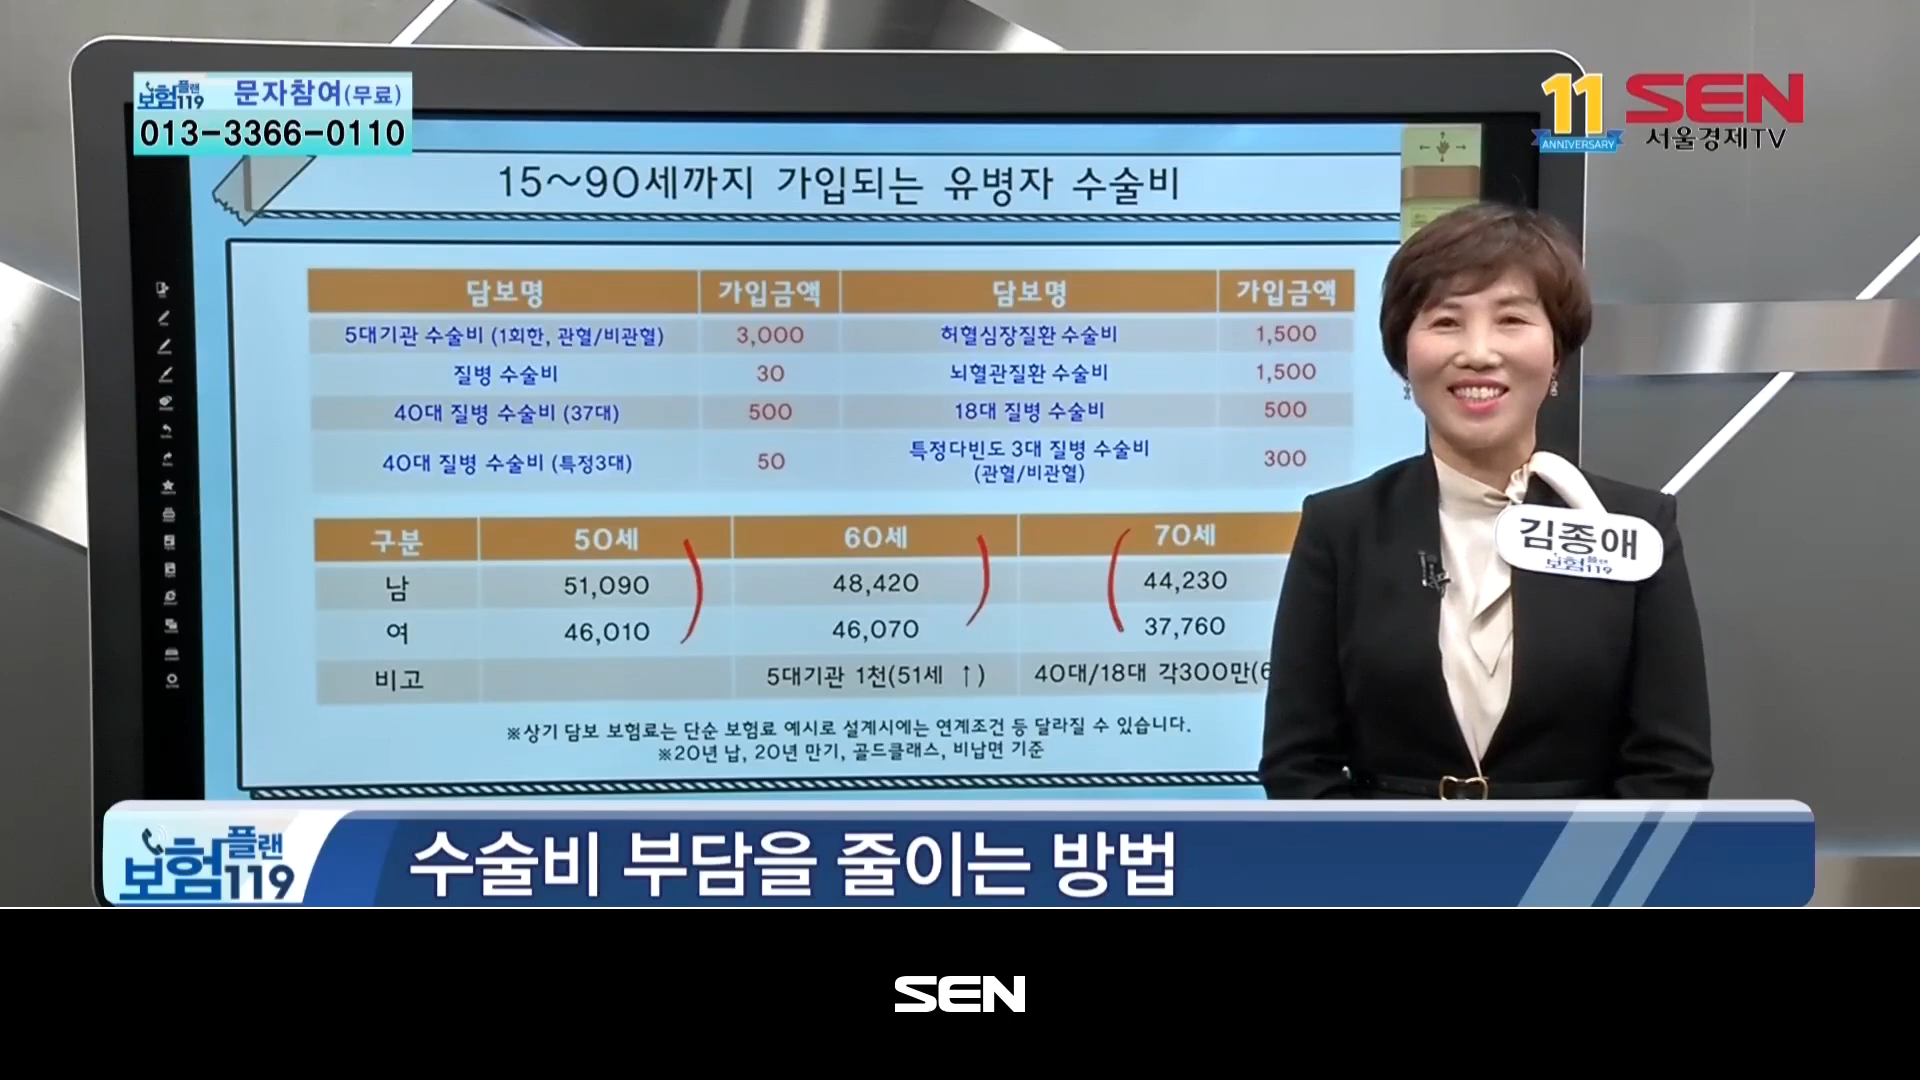 보험플랜119 문자참여(무료)
013-3366-0110
11 ANNIVERSARY SEN
서울경제TV
15~90세까지 가입되는 유병자 수술비
담보명 가입금액 담보명 가입금액
5대기관 수술비 (1회한, 관혈/비관혈) 3,000 허혈심장질환 수술비 1,500
질병 수술비 30 뇌혈관질환 수술비 1,500
40대 질병 수술비 (37대) 500 18대 질병 수술비 500
40대 질병 수술비 (특정3대) 50 특정다빈도 3대 질병 수술비 300
(관혈/비관혈)
구분 50세 60세 70세
남 51,090 48,420 44,230
여 46,010 46,070 37,760
비고 5대기관 1천(51세 ↑) 40대/18대 각300만(6
※상기 담보 보험료는 단순 보험료 예시로 설계시에는 연계조건 등 달라질 수 있습니다.
※20년 납, 20년 만기, 골드클래스, 비납면 기준
김종애
보험플랜119
보험플랜119
수술비 부담을 줄이는 방법
SEN